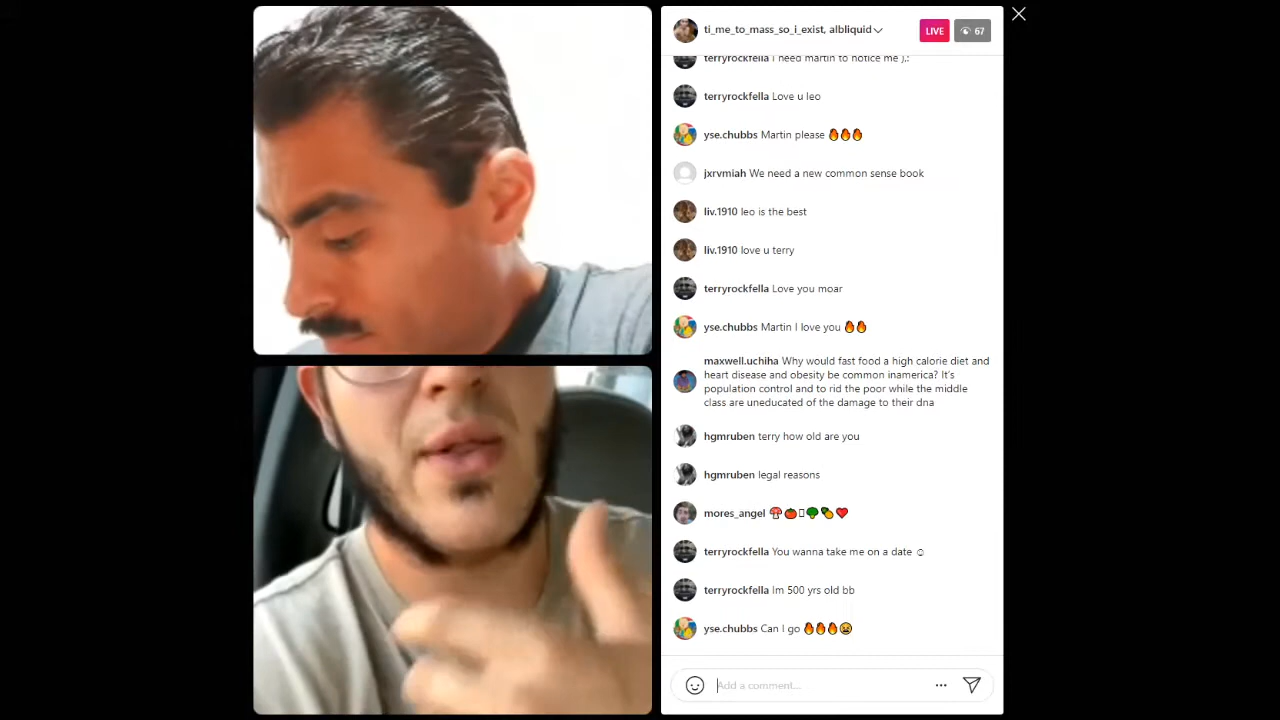 ti_me_to_mass_so_i_exist, albliquid
LIVE
67
terryrockfella I need martin to notice me ),:
terryrockfella Love u leo
yse.chubbs Martin please 🔥🔥🔥
jxrvmiah We need a new common sense book
liv.1910 leo is the best
liv.1910 love u terry
terryrockfella Love you moar
yse.chubbs Martin I love you 🔥🔥
maxwell.uchiha Why would fast food a high calorie diet and
heart disease and obesity be common inamerica? It's
population control and to rid the poor while the middle
class are uneducated of the damage to their dna
hgmruben terry how old are you
hgmruben legal reasons
mores_angel 🍄🍅▯🥦🍍❤️
terryrockfella You wanna take me on a date ☺
terryrockfella Im 500 yrs old bb
yse.chubbs Can I go 🔥🔥🔥😫
Add a comment...